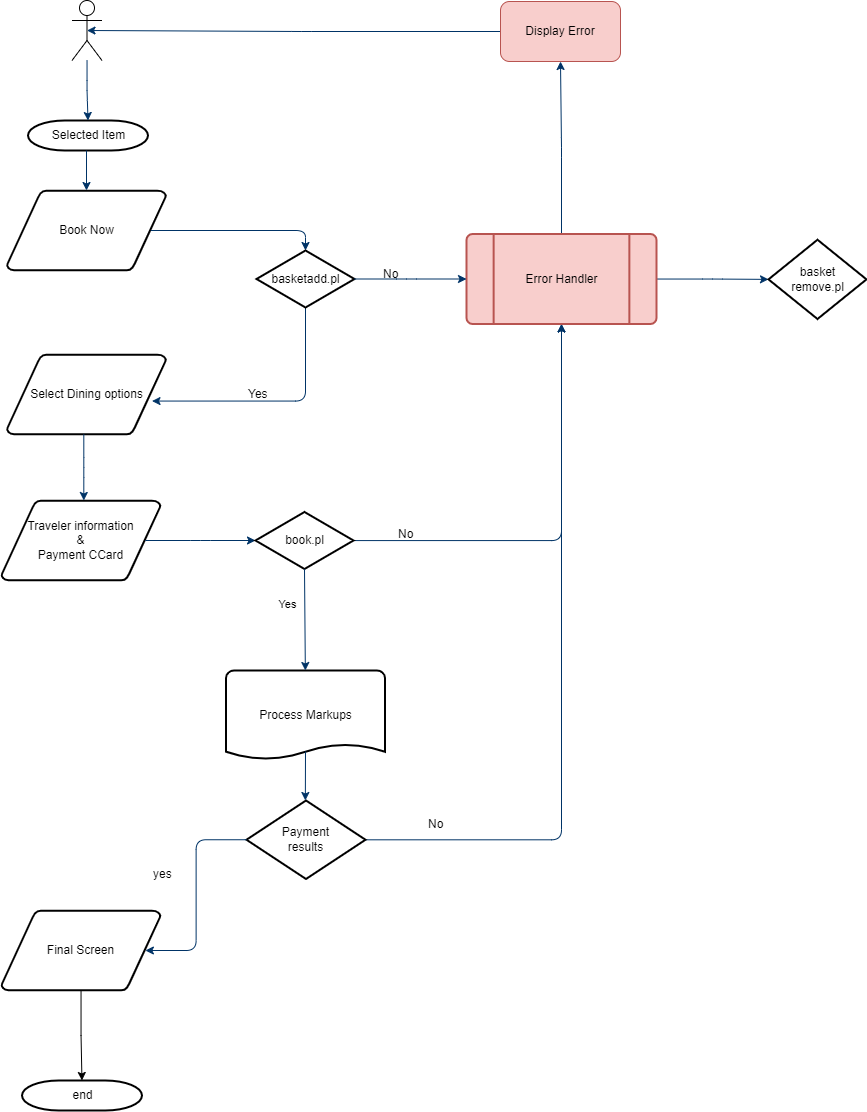 Display Error
Selected Item
Book Now
basketadd.pl
No
Error Handler
basket
remove.pl
Yes
Select Dining options
Traveler information
&
Payment CCard
book.pl
No
Yes
Process Markups
Payment
results
No
yes
Final Screen
end